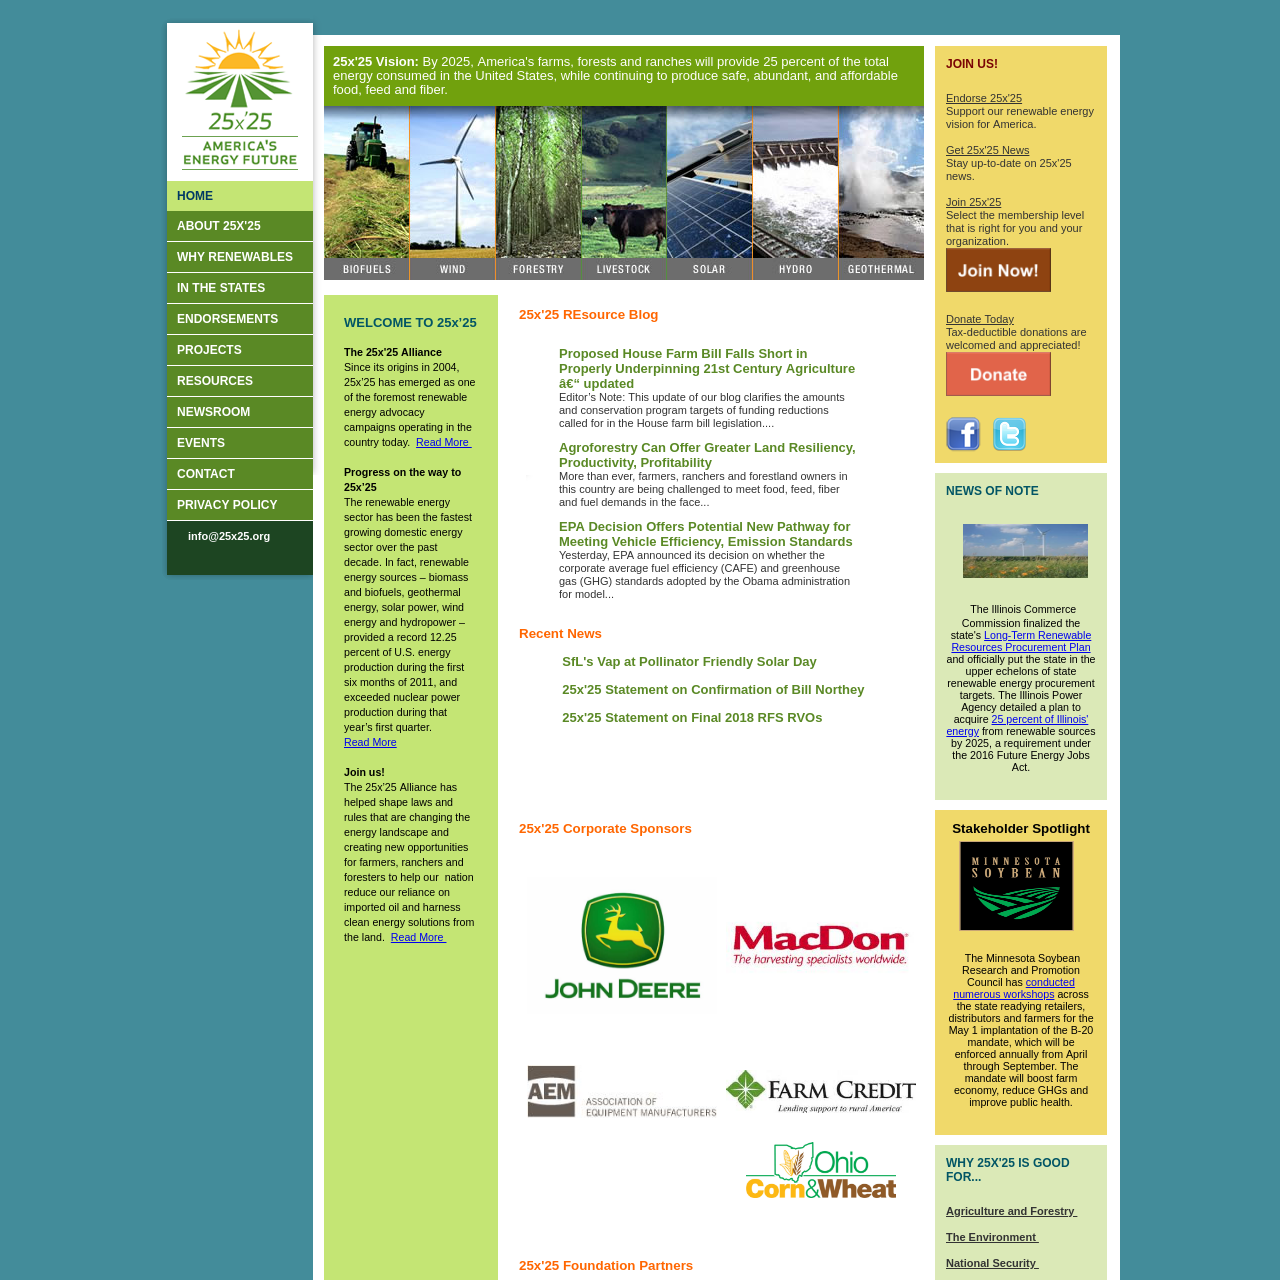 25x'25
AMERICA'S
ENERGY FUTURE
HOME
ABOUT 25X'25
WHY RENEWABLES
IN THE STATES
ENDORSEMENTS
PROJECTS
RESOURCES
NEWSROOM
EVENTS
CONTACT
PRIVACY POLICY
info@25x25.org
25x'25 Vision: By 2025, America's farms, forests and ranches will provide 25 percent of the total
energy consumed in the United States, while continuing to produce safe, abundant, and affordable
food, feed and fiber.
BIOFUELS WIND FORESTRY LIVESTOCK SOLAR HYDRO GEOTHERMAL
WELCOME TO 25x'25
The 25x'25 Alliance
Since its origins in 2004,
25x'25 has emerged as one
of the foremost renewable
energy advocacy
campaigns operating in the
country today. Read More
Progress on the way to
25x'25
The renewable energy
sector has been the fastest
growing domestic energy
sector over the past
decade. In fact, renewable
energy sources – biomass
and biofuels, geothermal
energy, solar power, wind
energy and hydropower –
provided a record 12.25
percent of U.S. energy
production during the first
six months of 2011, and
exceeded nuclear power
production during that
year's first quarter.
Read More
Join us!
The 25x'25 Alliance has
helped shape laws and
rules that are changing the
energy landscape and
creating new opportunities
for farmers, ranchers and
foresters to help our nation
reduce our reliance on
imported oil and harness
clean energy solutions from
the land. Read More
25x'25 REsource Blog
Proposed House Farm Bill Falls Short in
Properly Underpinning 21st Century Agriculture
â€“ updated
Editor's Note: This update of our blog clarifies the amounts
and conservation program targets of funding reductions
called for in the House farm bill legislation....
Agroforestry Can Offer Greater Land Resiliency,
Productivity, Profitability
More than ever, farmers, ranchers and forestland owners in
this country are being challenged to meet food, feed, fiber
and fuel demands in the face...
EPA Decision Offers Potential New Pathway for
Meeting Vehicle Efficiency, Emission Standards
Yesterday, EPA announced its decision on whether the
corporate average fuel efficiency (CAFE) and greenhouse
gas (GHG) standards adopted by the Obama administration
for model...
Recent News
SfL's Vap at Pollinator Friendly Solar Day
25x'25 Statement on Confirmation of Bill Northey
25x'25 Statement on Final 2018 RFS RVOs
25x'25 Corporate Sponsors
JOHN DEERE
MacDon
The harvesting specialists worldwide.
AEM ASSOCIATION OF
EQUIPMENT MANUFACTURERS
FARM CREDIT
Lending support to rural America
Ohio
Corn&Wheat
25x'25 Foundation Partners
JOIN US!
Endorse 25x'25
Support our renewable energy
vision for America.
Get 25x'25 News
Stay up-to-date on 25x'25
news.
Join 25x'25
Select the membership level
that is right for you and your
organization.
Join Now!
Donate Today
Tax-deductible donations are
welcomed and appreciated!
Donate
NEWS OF NOTE
The Illinois Commerce
Commission finalized the
state's Long-Term Renewable
Resources Procurement Plan
and officially put the state in the
upper echelons of state
renewable energy procurement
targets. The Illinois Power
Agency detailed a plan to
acquire 25 percent of Illinois'
energy from renewable sources
by 2025, a requirement under
the 2016 Future Energy Jobs
Act.
Stakeholder Spotlight
MINNESOTA
SOYBEAN
The Minnesota Soybean
Research and Promotion
Council has conducted
numerous workshops across
the state readying retailers,
distributors and farmers for the
May 1 implantation of the B-20
mandate, which will be
enforced annually from April
through September. The
mandate will boost farm
economy, reduce GHGs and
improve public health.
WHY 25X'25 IS GOOD
FOR...
Agriculture and Forestry
The Environment
National Security